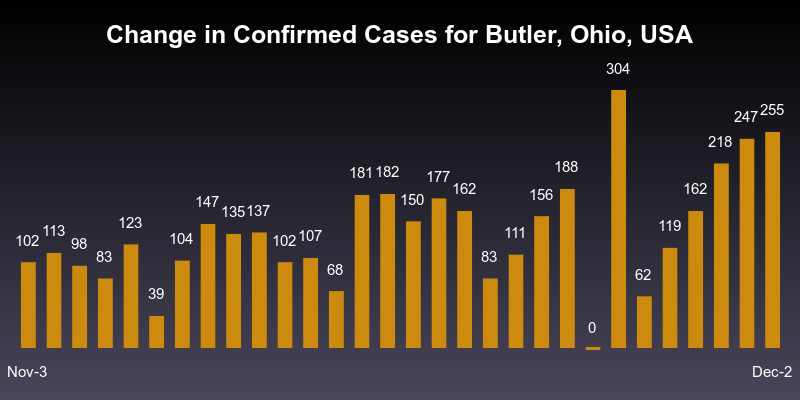 Change in Confirmed Cases for Butler, Ohio, USA
102 113 98 83 123 39 104 147 135 137 102 107 68 181 182 150 177 162 83 111 156 188 0 304 62 119 162 218 247 255
Nov-3 Dec-2